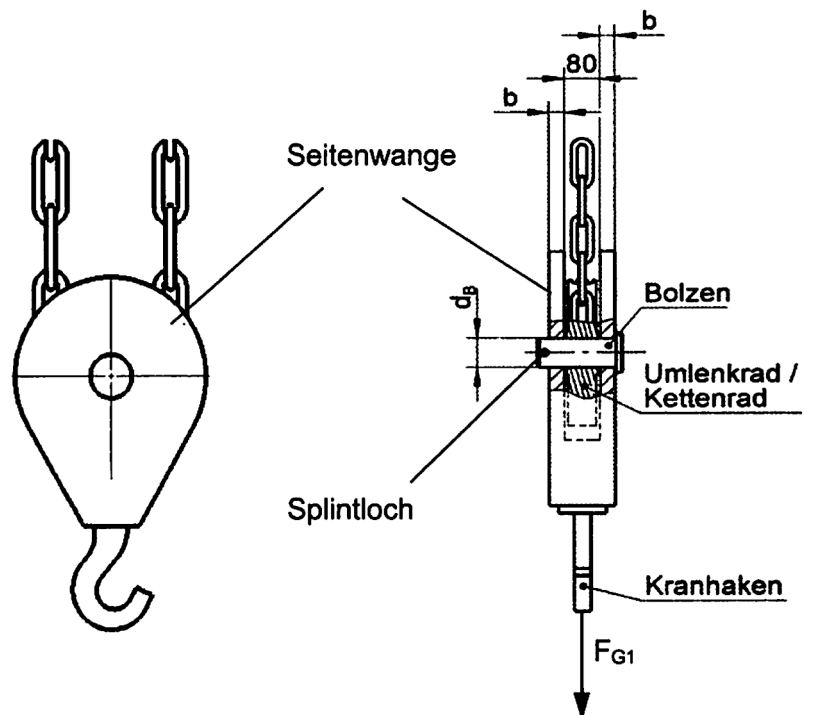 b
80
b
Seitenwange
d_B
Bolzen
Umlenkrad /
Kettenrad
Splintloch
Kranhaken
F_G1